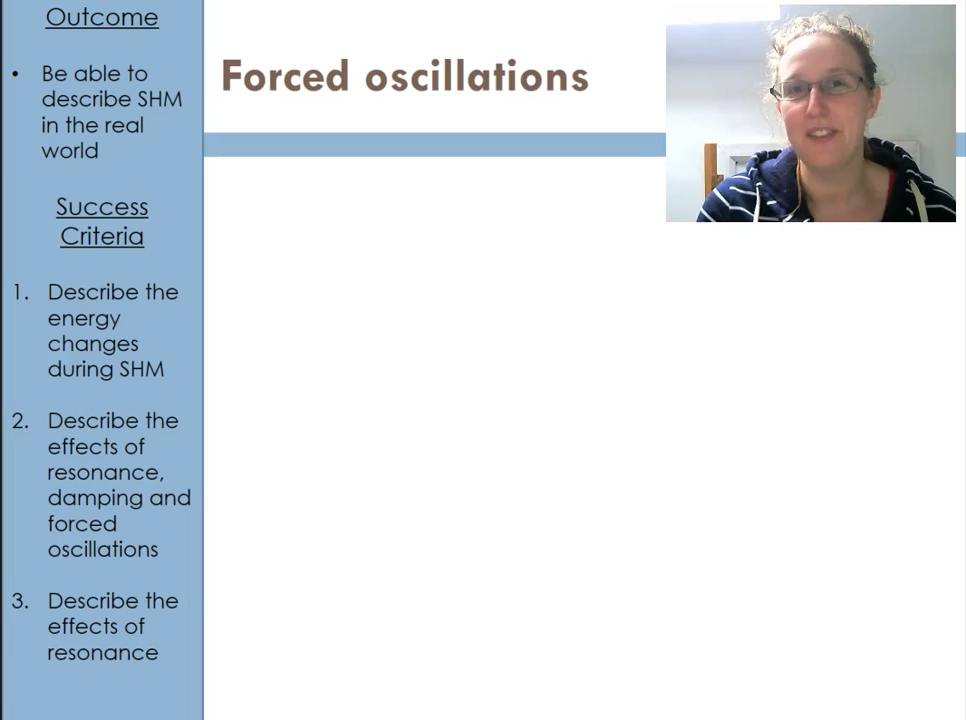 Outcome
• Be able to
describe SHM
in the real
world
Success
Criteria
1. Describe the
energy
changes
during SHM
2. Describe the
effects of
resonance,
damping and
forced
oscillations
3. Describe the
effects of
resonance
Forced oscillations